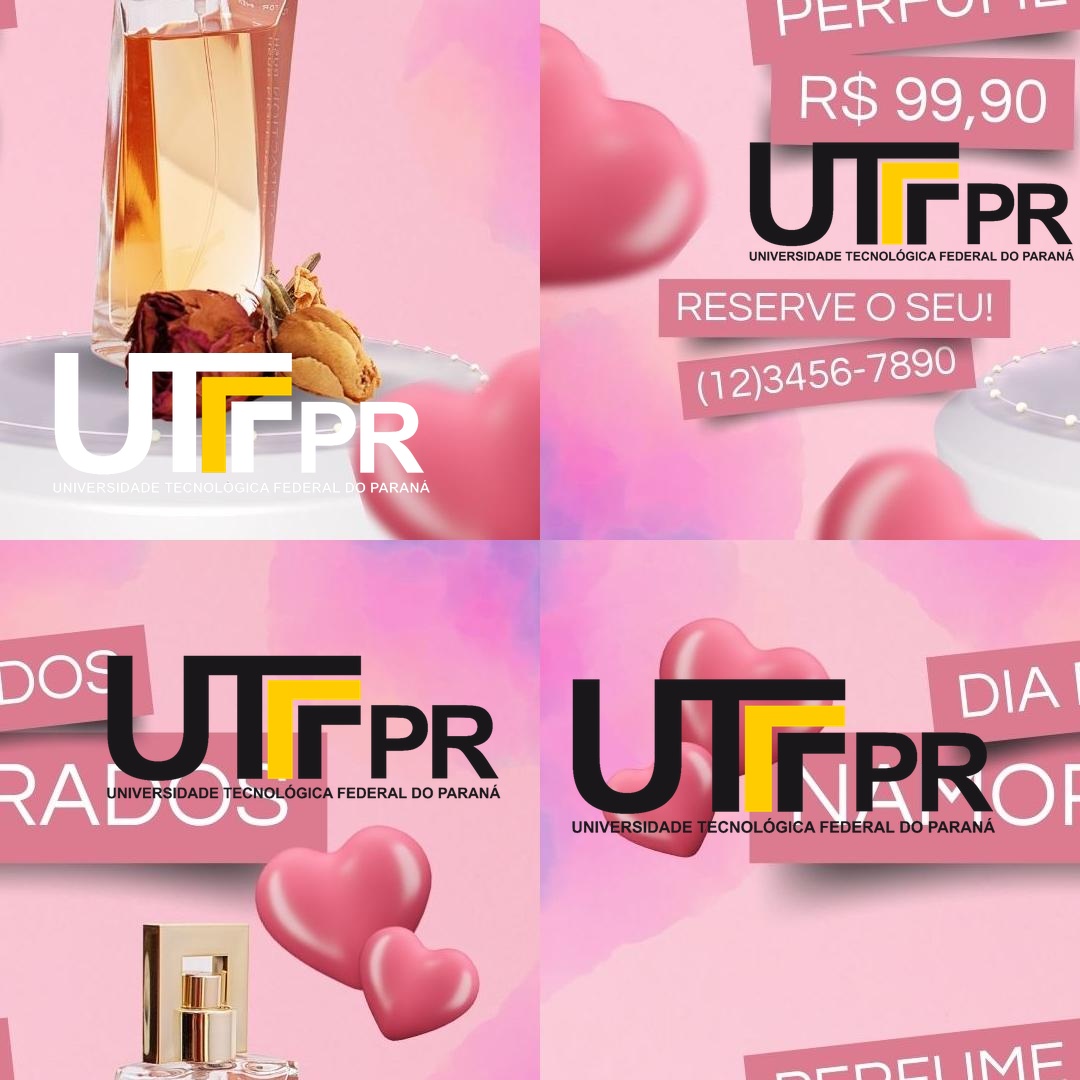 UTFPR
UNIVERSIDADE TECNOLÓGICA FEDERAL DO PARANÁ
PERFUME
R$ 99,90
UTFPR
UNIVERSIDADE TECNOLÓGICA FEDERAL DO PARANÁ
RESERVE O SEU!
(12)3456-7890
DOS
RADOS
UTFPR
UNIVERSIDADE TECNOLÓGICA FEDERAL DO PARANÁ
DIA
NAMOR
UTFPR
UNIVERSIDADE TECNOLÓGICA FEDERAL DO PARANÁ
PERFUME